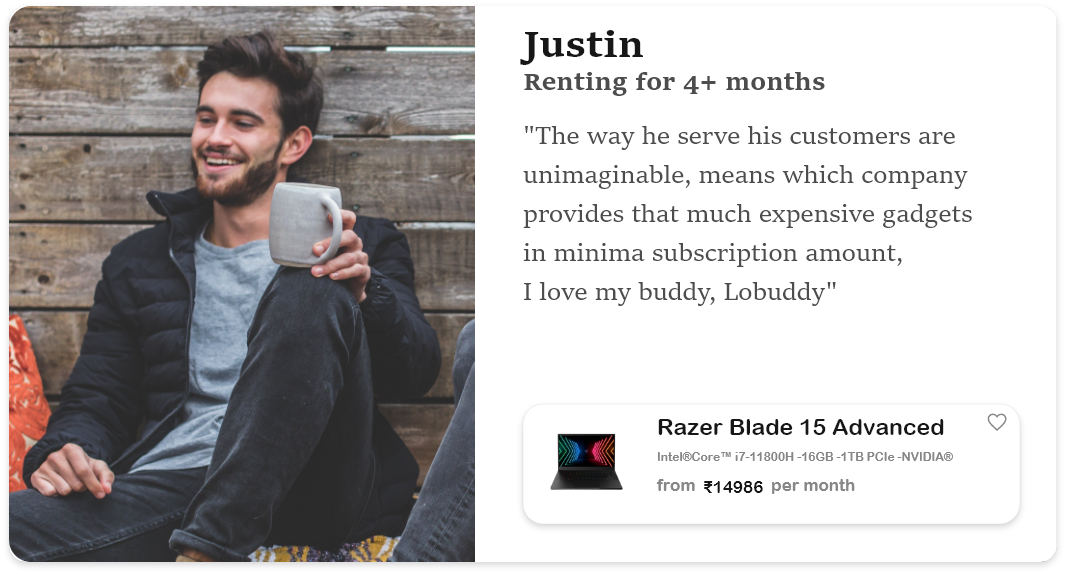 Justin
Renting for 4+ months
"The way he serve his customers are
unimaginable, means which company
provides that much expensive gadgets
in minima subscription amount,
I love my buddy, Lobuddy"
Razer Blade 15 Advanced
Intel®Core™ i7-11800H -16GB -1TB PCIe -NVIDIA®
from ₹14986 per month